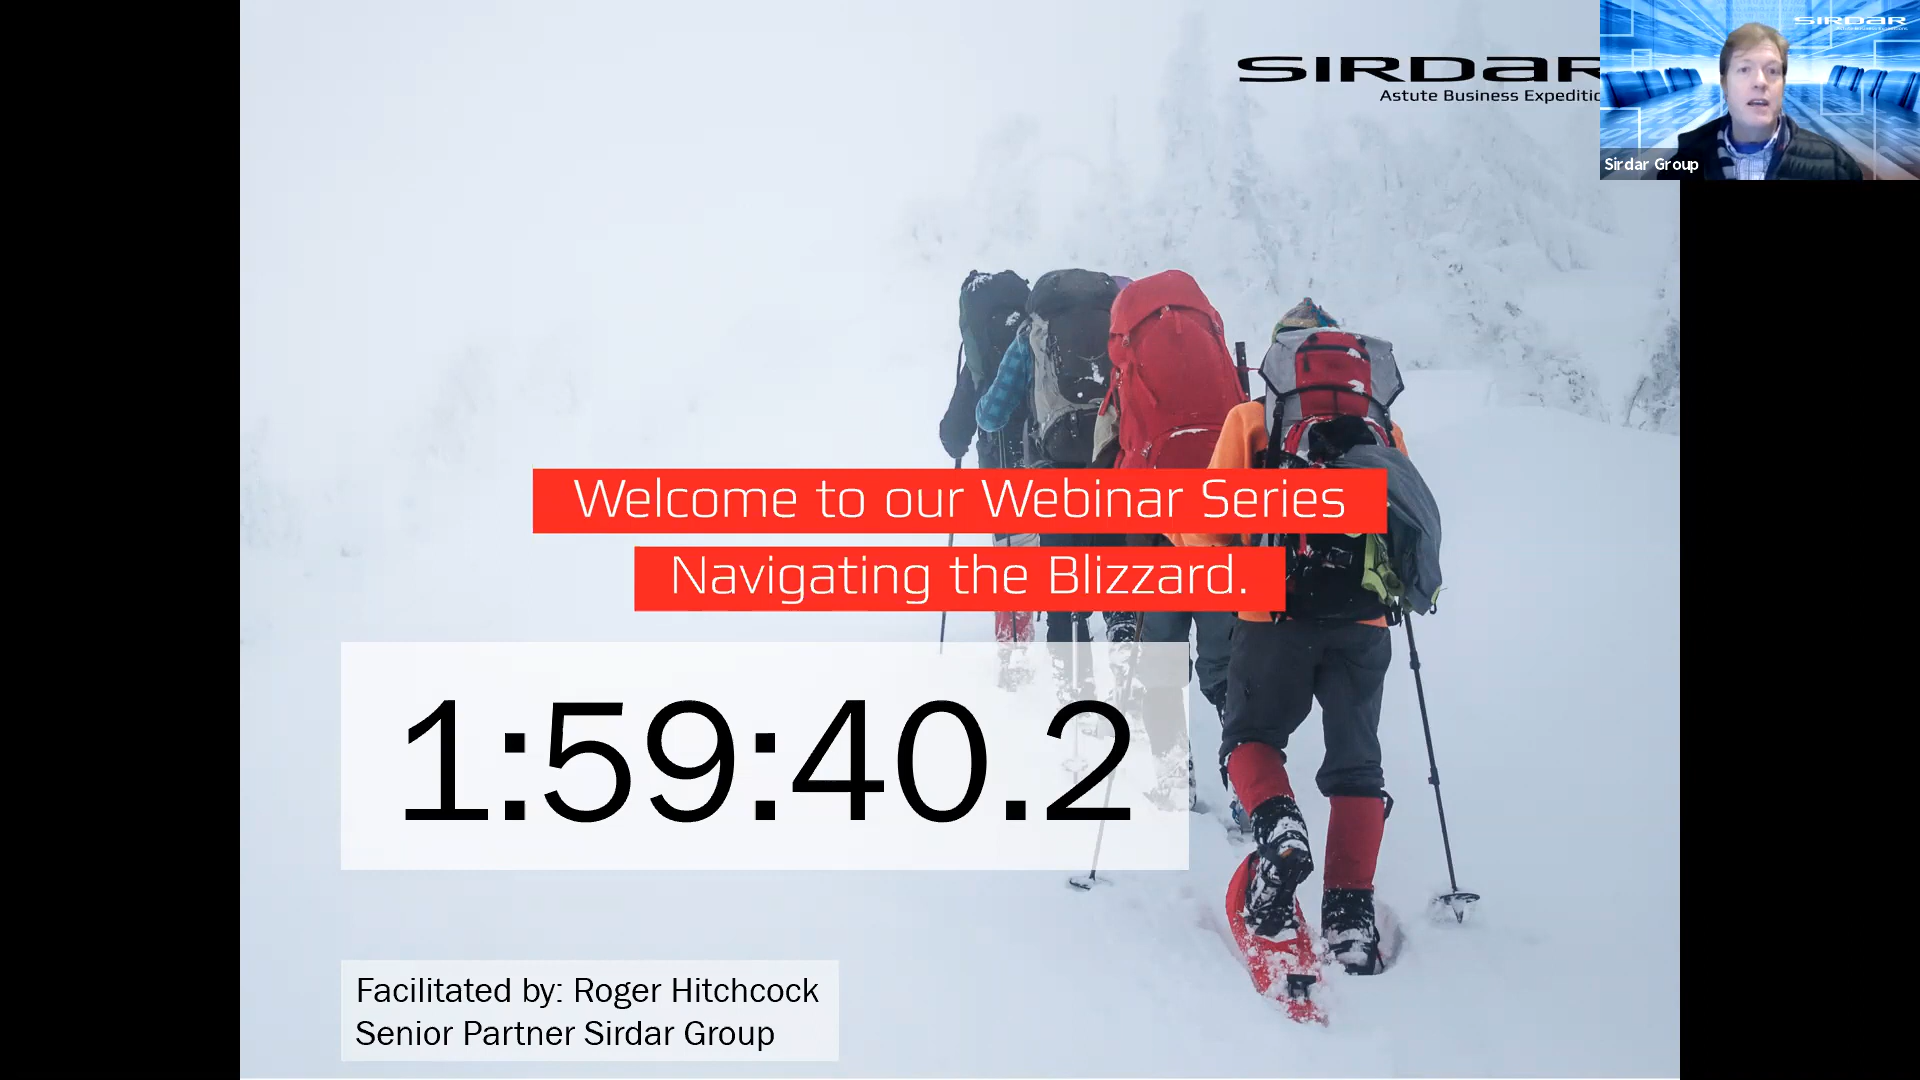 SIRDAR
Astute Business Expeditio
SIRDAR
Sirdar Group
Welcome to our Webinar Series
Navigating the Blizzard.
1:59:40.2
Facilitated by: Roger Hitchcock
Senior Partner Sirdar Group